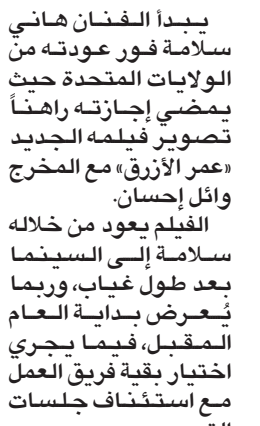 يبدأ الفنان هاني
سلامة فور عودته من
الولايات المتحدة حيث
يمضي إجازته راهناً
تصوير فيلمه الجديد
«عمر الأزرق» مع المخرج
وائل إحسان.
الفيلم يعود من خلاله
سلامة إلى السينما
بعد طول غياب، وربما
يُعرض بداية العام
المقبل، فيما يجري
اختيار بقية فريق العمل
مع استئناف جلسات